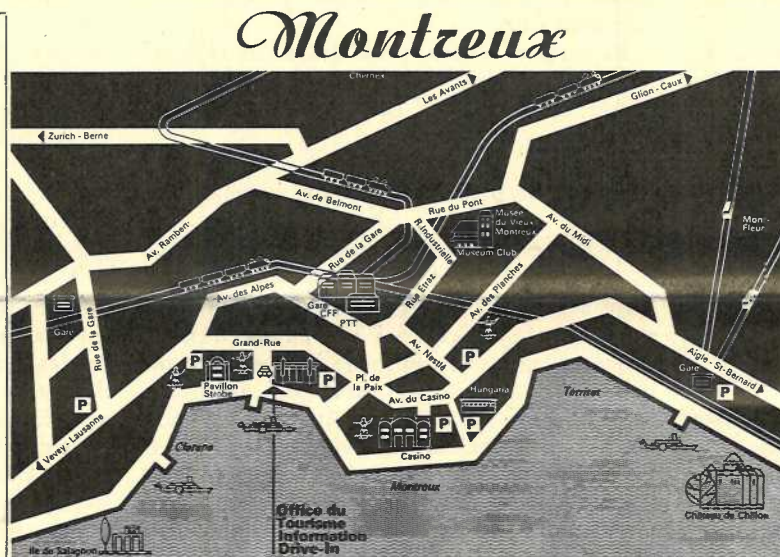 Montreux
Chernex
Les Avants
Glion - Caux
Zurich - Berne
Av. de Belmont
Rue du Pont
Musée
du Vieux
Montreux
Museum Club
Mont-
Fleuri
Av. Rambert
Rue de la Gare
R. Industrielle
Av. du Midi
Av. des Alpes
Gare
CFF
PTT
Rue Etraz
Av. des Planches
Gare
Rue de la Gare
Grand-Rue
P
Pavillon
Strobe
P
Pl. de
la Paix
Av. Nestlé
P
Aigle - St-Bernard
Gare
P
P
Av. du Casino
Hungaria
Territet
P
P
Vevey - Lausanne
Clarens
Casino
Montreux
Château de Chillon
Office du
Tourisme
Information
Drive-In
Ile de Salagnon